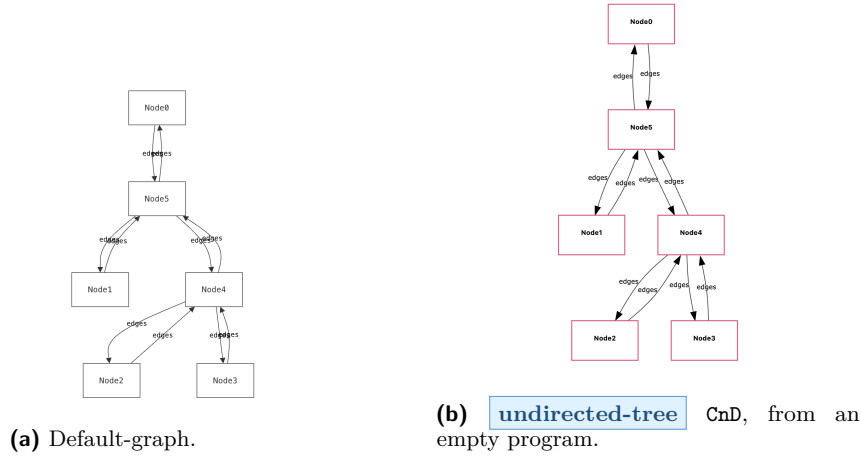 Node0
edges
edges
Node5
edges
edges
edges
edges
Node1
Node4
edges
edges
edges
Node2
Node3
(a) Default-graph.
Node0
edges
edges
Node5
edges
edges
edges
edges
Node1
Node4
edges
edges
edges
edges
Node2
Node3
(b) undirected-tree CnD, from an
empty program.